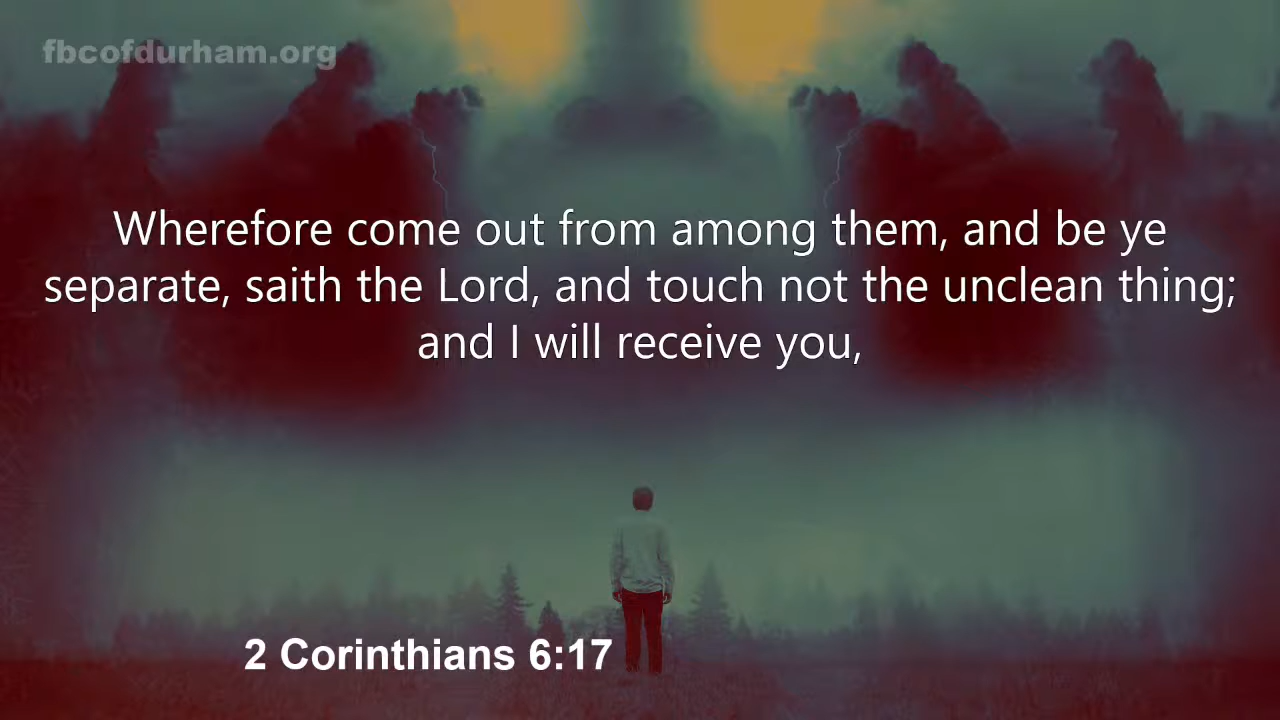 fbcofdurham.org
Wherefore come out from among them, and be ye
separate, saith the Lord, and touch not the unclean thing;
and I will receive you,
2 Corinthians 6:17